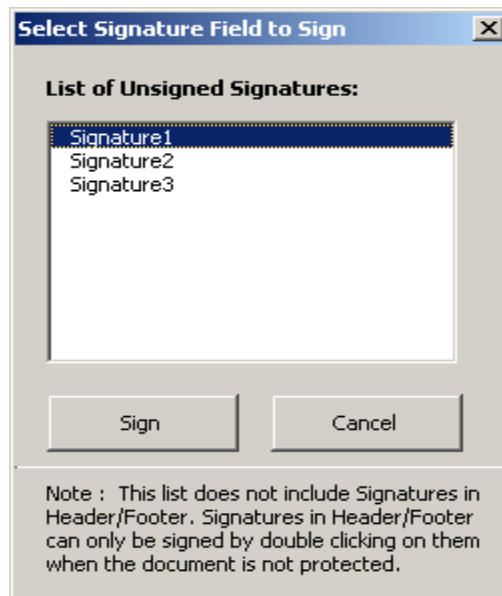 Select Signature Field to Sign
List of Unsigned Signatures:
Signature1
Signature2
Signature3
Sign Cancel
Note : This list does not include Signatures in
Header/Footer. Signatures in Header/Footer
can only be signed by double clicking on them
when the document is not protected.